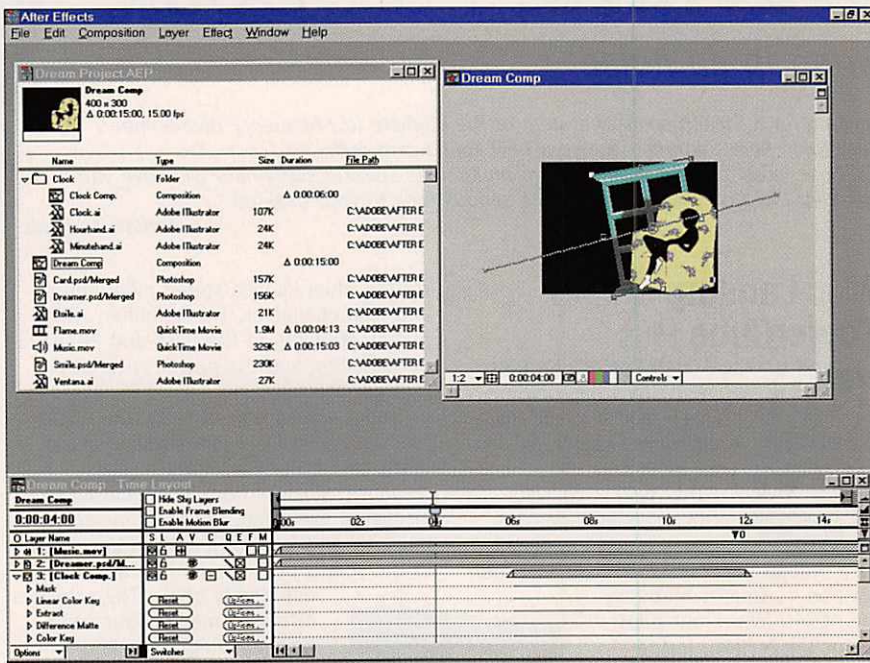 After Effects
File Edit Composition Layer Effect Window Help
Dream Project.AEP
Dream Comp
400 x 300
Δ 0:00:15:00, 15.00 fps
Name Type Size Duration File Path
Clock Folder
Clock Comp. Composition Δ 0:00:06:00
Clock.ai Adobe Illustrator 107K C:\ADOBE\AFTER E
Hourhand.ai Adobe Illustrator 24K C:\ADOBE\AFTER E
Minutehand.ai Adobe Illustrator 24K C:\ADOBE\AFTER E
Dream Comp Composition Δ 0:00:15:00
Card.psd/Merged Photoshop 157K C:\ADOBE\AFTER E
Dreamer.psd/Merged Photoshop 156K C:\ADOBE\AFTER E
Etoile.ai Adobe Illustrator 21K C:\ADOBE\AFTER E
Flame.mov QuickTime Movie 1.9M Δ 0:00:04:13 C:\ADOBE\AFTER E
Music.mov QuickTime Movie 329K Δ 0:00:15:03 C:\ADOBE\AFTER E
Smile.psd/Merged Photoshop 230K C:\ADOBE\AFTER E
Ventana.ai Adobe Illustrator 27K C:\ADOBE\AFTER E
Dream Comp
1:2 0:00:04:00 Controls
Dream Comp Time Layout
Dream Comp Hide Shy Layers
Enable Frame Blending
0:00:04:00 Enable Motion Blur 00s 02s 04s 06s 08s 10s 12s 14s
O Layer Name S L A V C Q E F M 0
1: [Music.mov]
2: [Dreamer.psd/M...
3: [Clock Comp.]
Mask
Linear Color Key Reset Options...
Extract Reset Options...
Difference Matte Reset Options...
Color Key Reset Options...
Options Switches